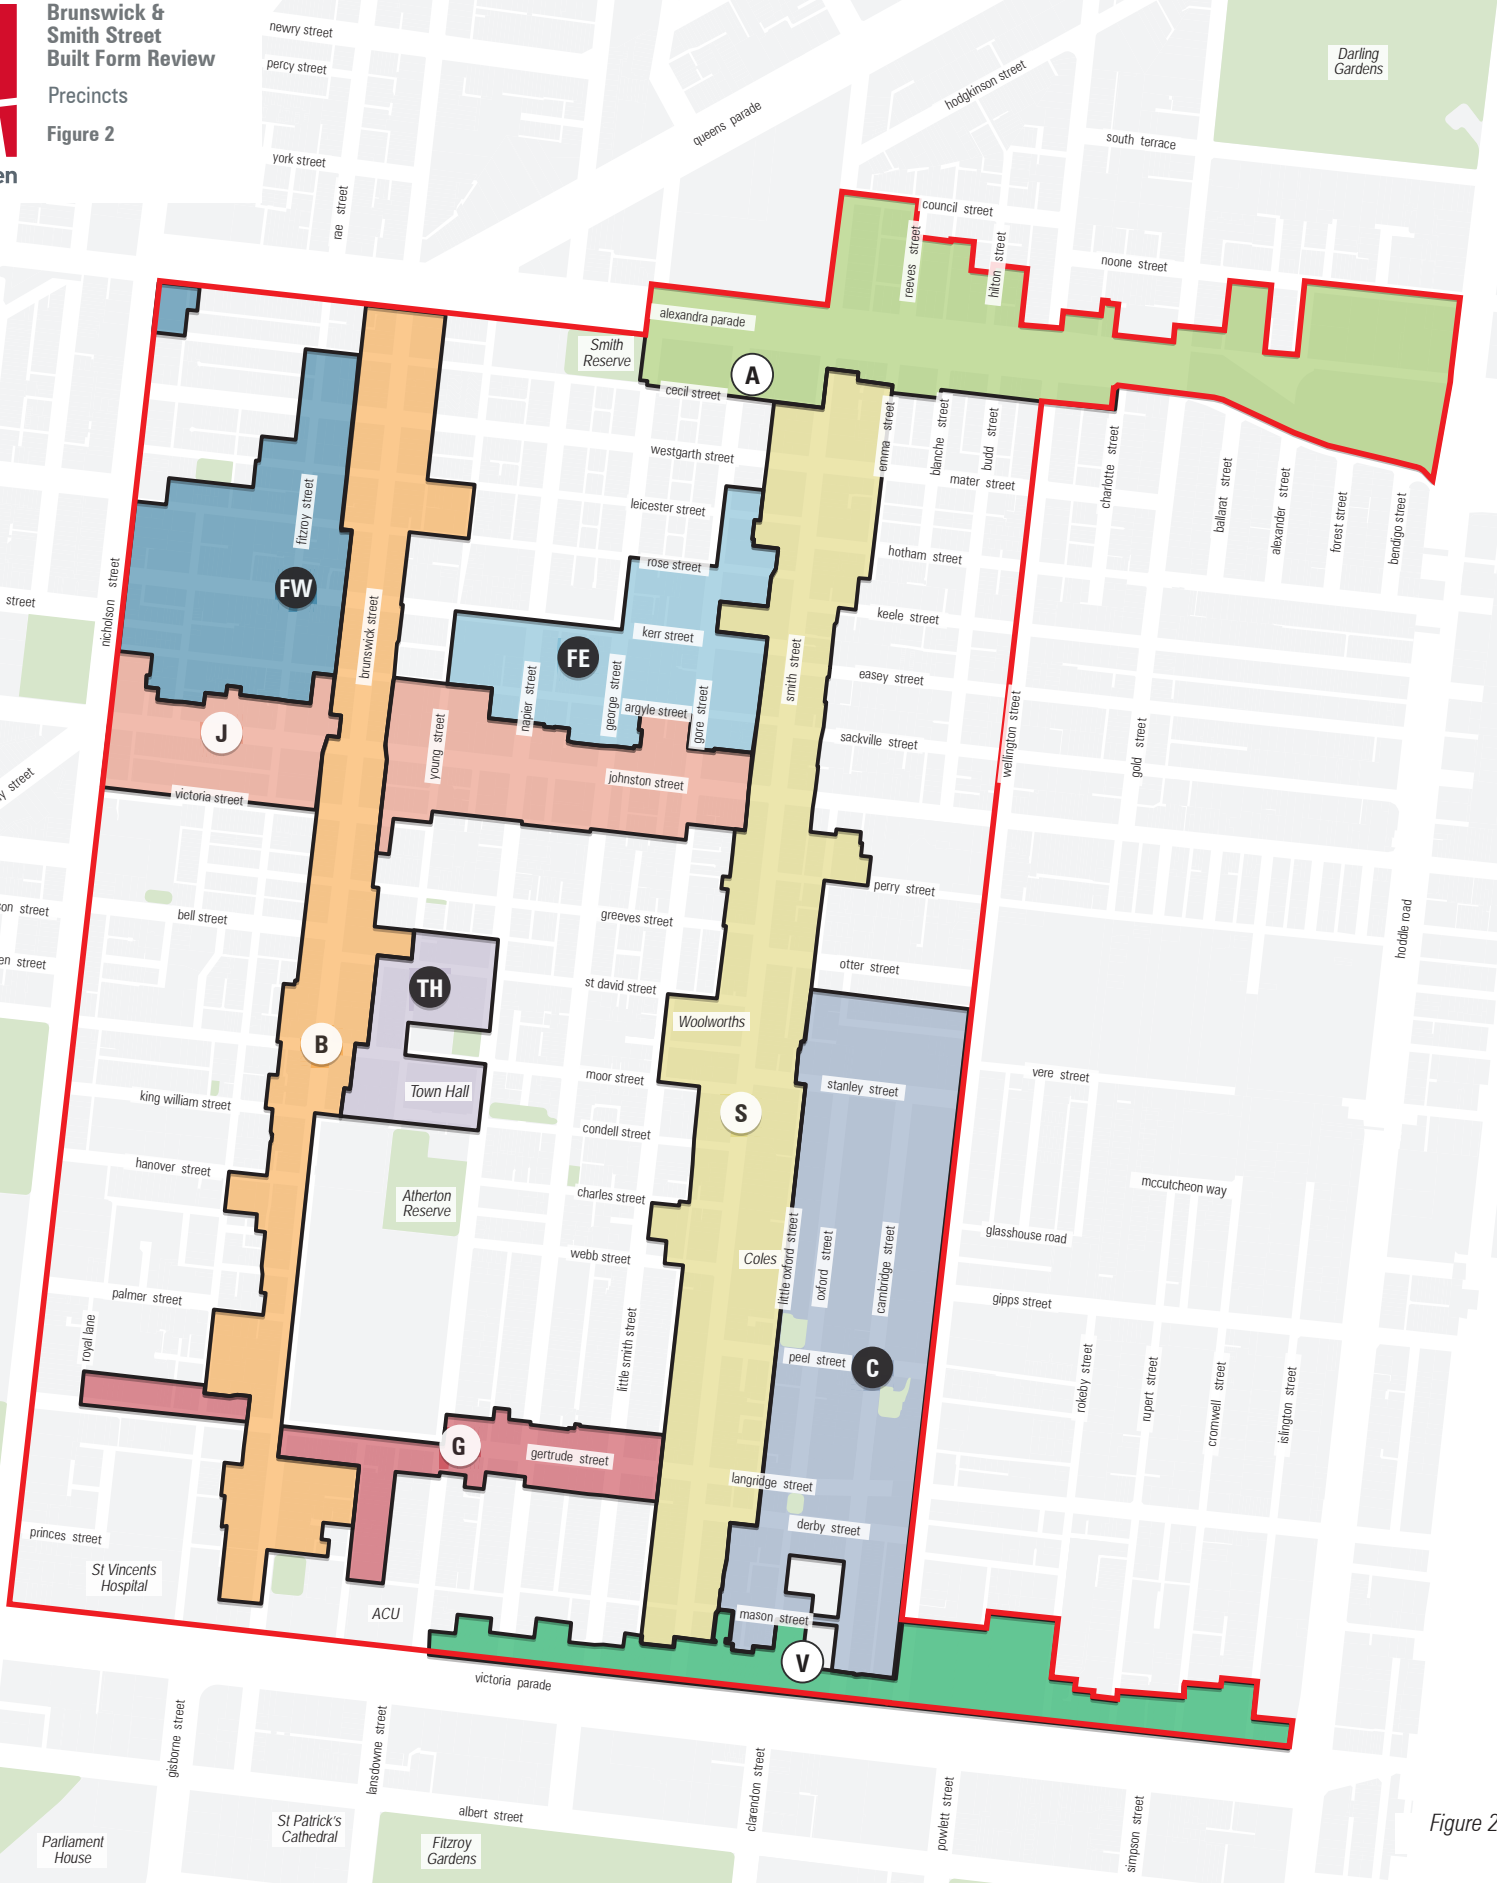 Brunswick &
Smith Street
Built Form Review
Precincts
Figure 2
en
newry street
percy street
york street
rae street
queens parade
hodgkinson street
Darling
Gardens
south terrace
council street
reeves street
hilton street
noone street
alexandra parade
Smith
Reserve
A
cecil street
westgarth street
emma street
blanche street
budd street
mater street
charlotte street
ballarat street
alexander street
forest street
bendigo street
leicester street
fitzroy street
hotham street
rose street
nicholson street
street
FW
brunswick street
keele street
kerr street
FE
smith street
easey street
napier street
george street
argyle street
gore street
wellington street
J
young street
sackville street
gold street
johnston street
y street
victoria street
perry street
son street
bell street
greeves street
hoddle road
en street
otter street
st david street
TH
Woolworths
B
moor street
vere street
Town Hall
stanley street
king william street
S
condell street
hanover street
charles street
mccutcheon way
Atherton
Reserve
glasshouse road
webb street
Coles
little oxford street
oxford street
cambridge street
palmer street
gipps street
royal lane
little smith street
peel street
C
rokeby street
rupert street
cromwell street
islington street
G
gertrude street
langridge street
princes street
derby street
St Vincents
Hospital
ACU
mason street
V
victoria parade
gisborne street
lansdowne street
clarendon street
powlett street
simpson street
albert street
St Patrick's
Cathedral
Fitzroy
Gardens
Parliament
House
Figure 2